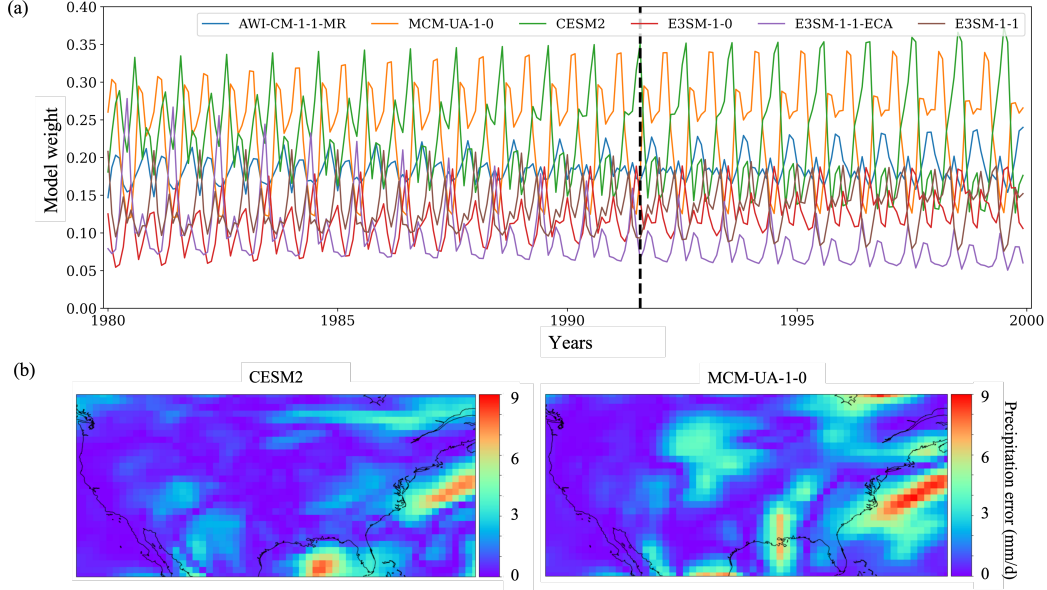 (a)
AWI-CM-1-1-MR MCM-UA-1-0 CESM2 E3SM-1-0 E3SM-1-1-ECA E3SM-1-1
0.40
0.35
0.30
0.25
0.20
0.15
0.10
0.05
0.00
Model weight
1980 1985 1990 1995 2000
Years
(b)
CESM2 MCM-UA-1-0
9
6
3
0
9
6
3
0
Precipitation error (mm/d)